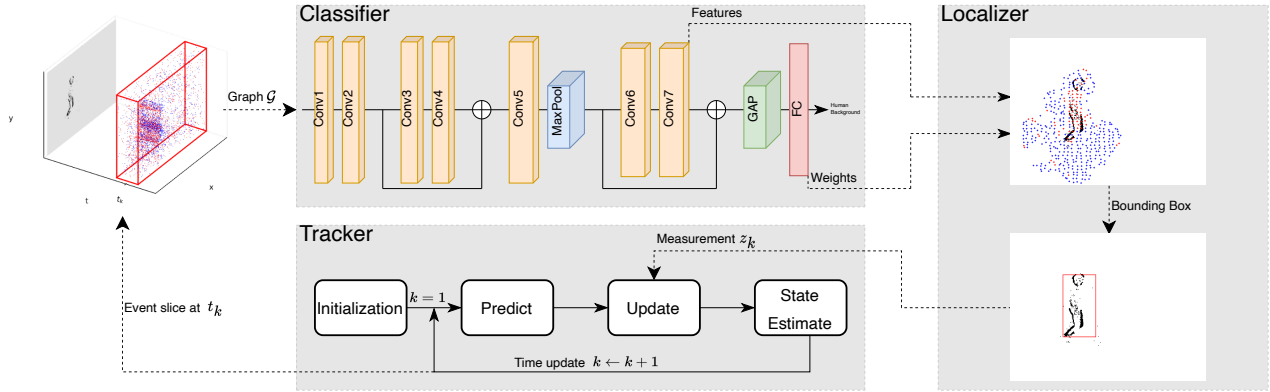 Classifier
Features
Localizer
y
t
t_k
x
Graph 𝒢
Conv1
Conv2
Conv3
Conv4
Conv5
MaxPool
Conv6
Conv7
GAP
FC
Human
Background
Weights
Bounding Box
Tracker
Measurement z_k
Initialization
k = 1
Predict
Update
State
Estimate
Event slice at t_k
Time update k ← k + 1